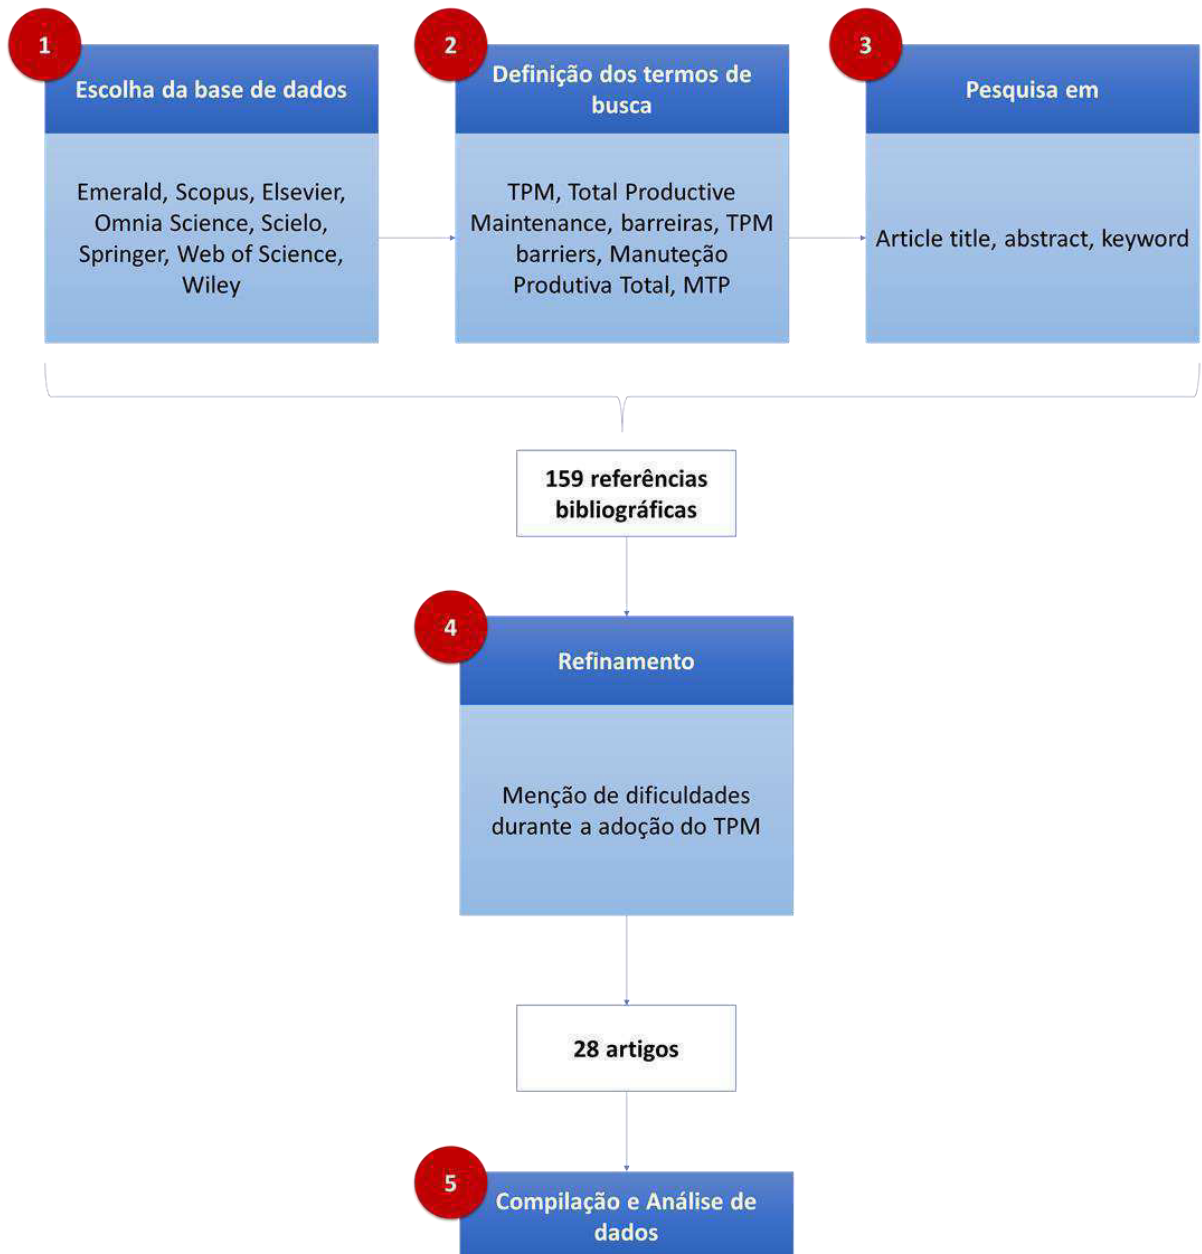 1
Escolha da base de dados
Emerald, Scopus, Elsevier,
Omnia Science, Scielo,
Springer, Web of Science,
Wiley
2
Definição dos termos de
busca
TPM, Total Productive
Maintenance, barreiras, TPM
barriers, Manuteção
Produtiva Total, MTP
3
Pesquisa em
Article title, abstract, keyword
159 referências
bibliográficas
4
Refinamento
Menção de dificuldades
durante a adoção do TPM
28 artigos
5
Compilação e Análise de
dados